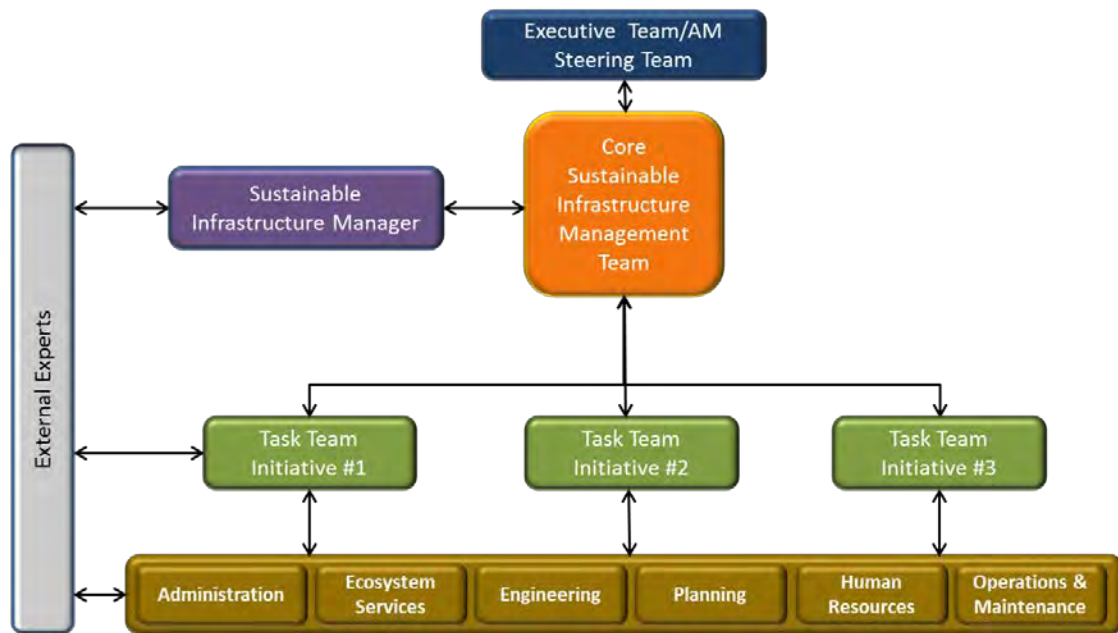 Executive Team/AM
Steering Team
Core
Sustainable
Infrastructure
Management
Team
Sustainable
Infrastructure Manager
External Experts
Task Team
Initiative #1
Task Team
Initiative #2
Task Team
Initiative #3
Administration
Ecosystem
Services
Engineering
Planning
Human
Resources
Operations &
Maintenance